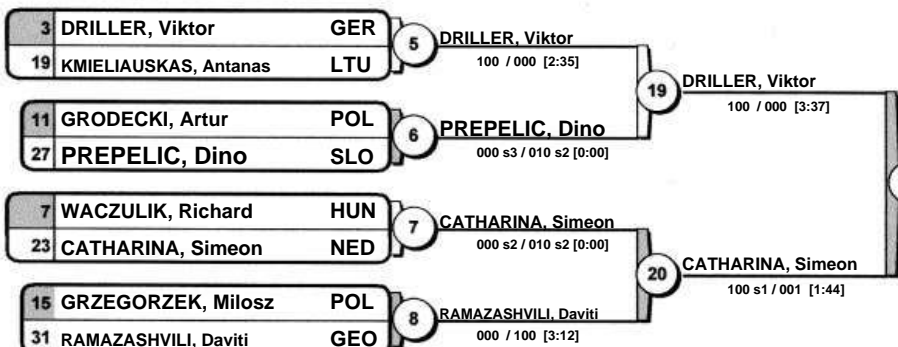 3 DRILLER, Viktor GER
19 KMIELIAUSKAS, Antanas LTU
5
DRILLER, Viktor
100 / 000 [2:35]
11 GRODECKI, Artur POL
27 PREPELIC, Dino SLO
6
PREPELIC, Dino
000 s3 / 010 s2 [0:00]
19
DRILLER, Viktor
100 / 000 [3:37]
7 WACZULIK, Richard HUN
23 CATHARINA, Simeon NED
7
CATHARINA, Simeon
000 s2 / 010 s2 [0:00]
15 GRZEGORZEK, Milosz POL
31 RAMAZASHVILI, Daviti GEO
8
RAMAZASHVILI, Daviti
000 / 100 [3:12]
20
CATHARINA, Simeon
100 s1 / 001 [1:44]